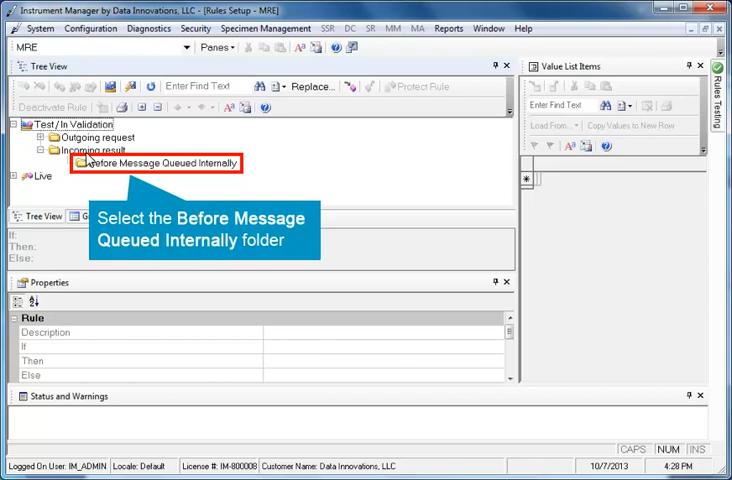 Instrument Manager by Data Innovations, LLC - [Rules Setup - MRE]
System Configuration Diagnostics Security Specimen Management SSR DC SR MM MA Reports Window Help
MRE Panes
Tree View
Value List Items
Enter Find Text Replace... Protect Rule
Deactivate Rule
Enter Find Text
Load From... Copy Values to New Row
Rules Testing
Test/In Validation
Outgoing request
Incoming result
Before Message Queued Internally
Live
Select the Before Message
Queued Internally folder
Tree View
If:
Then:
Else:
Properties
Rule
Description
If
Then
Else
Status and Warnings
CAPS NUM INS
Logged On User: IM_ADMIN Locale: Default License #: IM-800008 Customer Name: Data Innovations, LLC 10/7/2013 4:28 PM